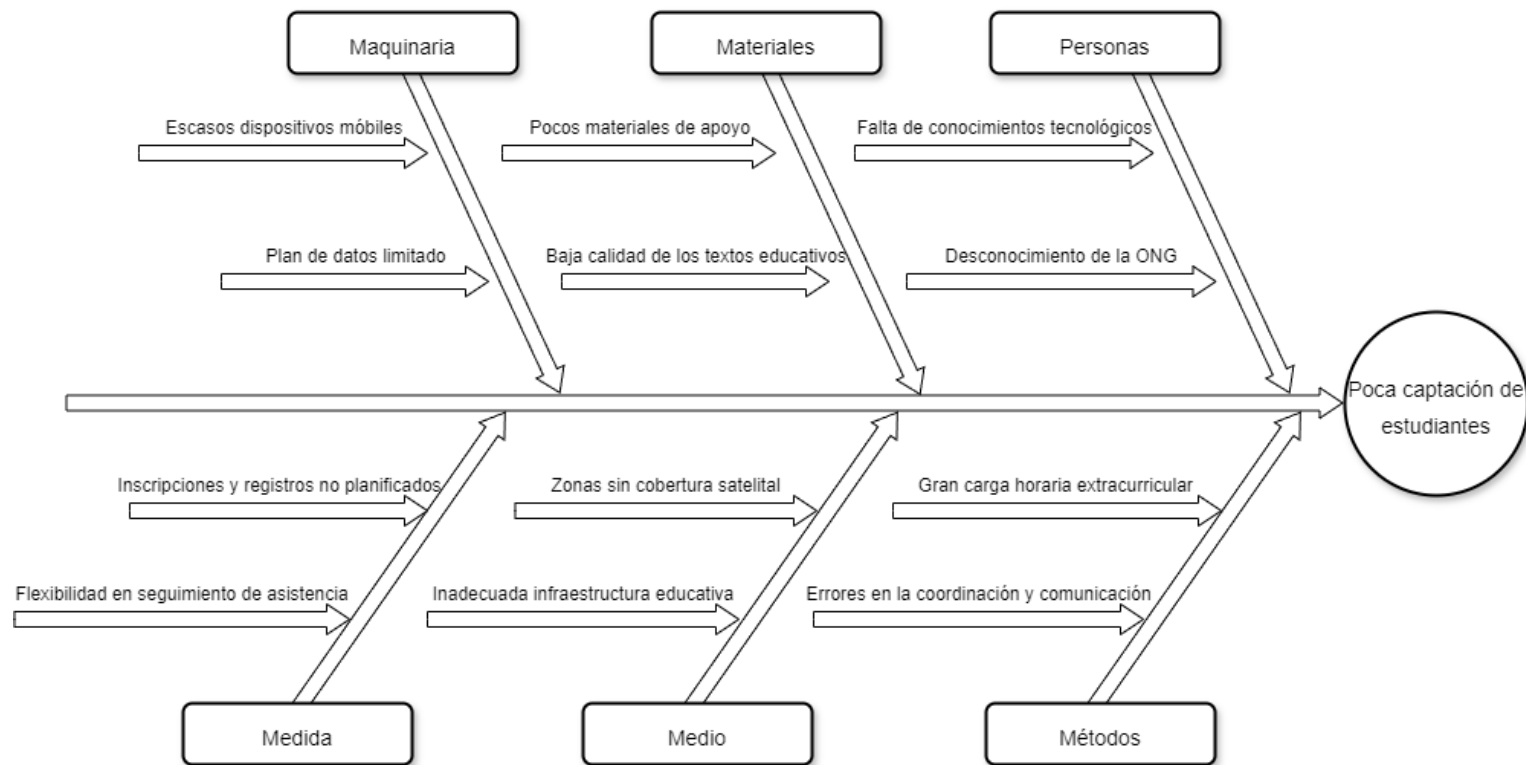 Maquinaria
Materiales
Personas
Escasos dispositivos móbiles
Pocos materiales de apoyo
Falta de conocimientos tecnológicos
Plan de datos limitado
Baja calidad de los textos educativos
Desconocimiento de la ONG
Poca captación de
estudiantes
Inscripciones y registros no planificados
Zonas sin cobertura satelital
Gran carga horaria extracurricular
Flexibilidad en seguimiento de asistencia
Inadecuada infraestructura educativa
Errores en la coordinación y comunicación
Medida
Medio
Métodos